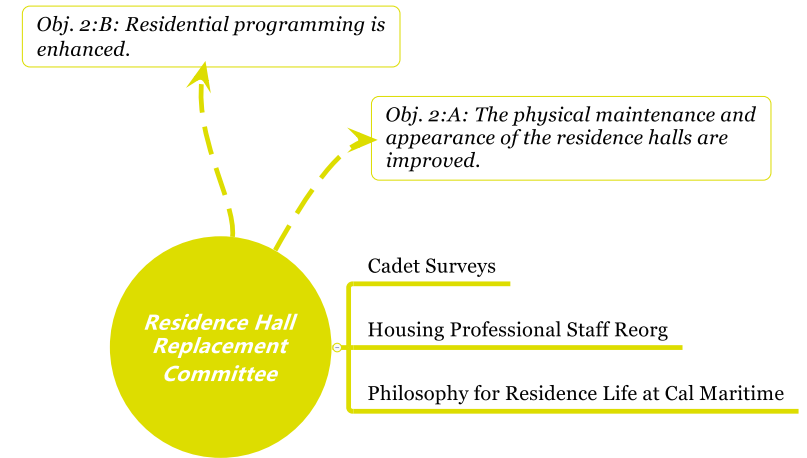 Obj. 2:B: Residential programming is
enhanced.
Obj. 2:A: The physical maintenance and
appearance of the residence halls are
improved.
Cadet Surveys
Residence Hall
Replacement
Committee
Housing Professional Staff Reorg
Philosophy for Residence Life at Cal Maritime